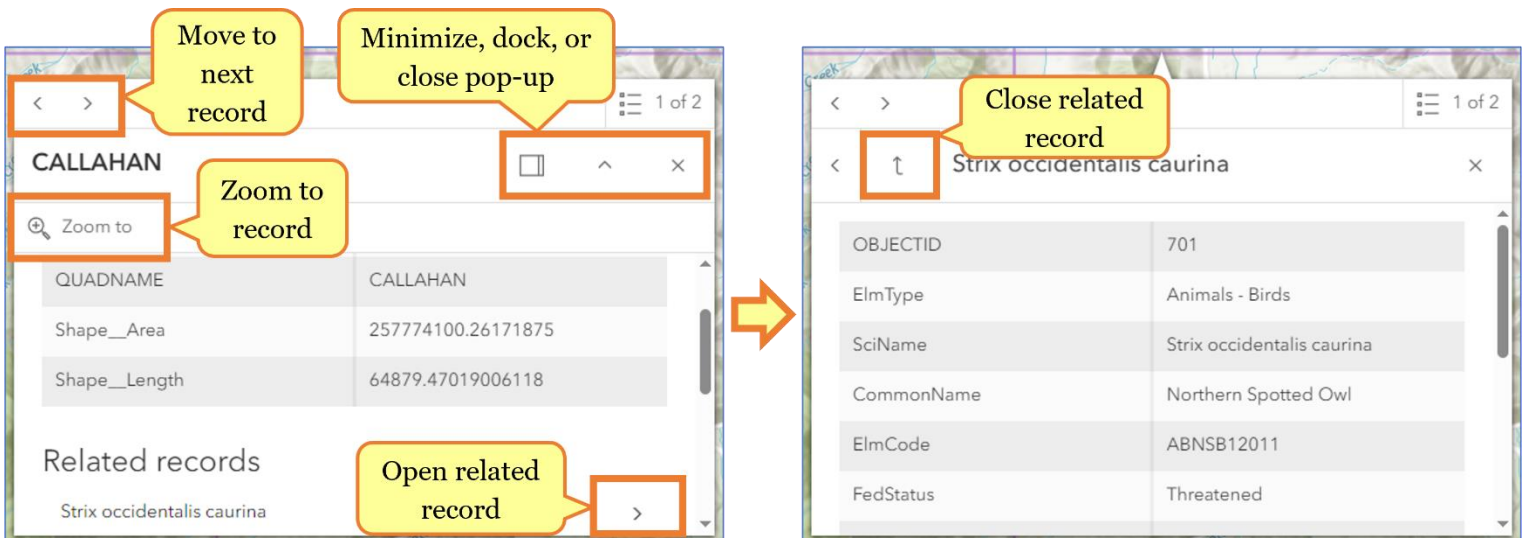 Move to
next
record
Minimize, dock, or
close pop-up
1 of 2
CALLAHAN
Zoom to
Zoom to
record
QUADNAME CALLAHAN
Shape__Area 257774100.26171875
Shape__Length 64879.47019006118
Related records
Strix occidentalis caurina
Open related
record
Creek
1 of 2
Close related
record
Strix occidentalis caurina
OBJECTID 701
ElmType Animals - Birds
SciName Strix occidentalis caurina
CommonName Northern Spotted Owl
ElmCode ABNSB12011
FedStatus Threatened